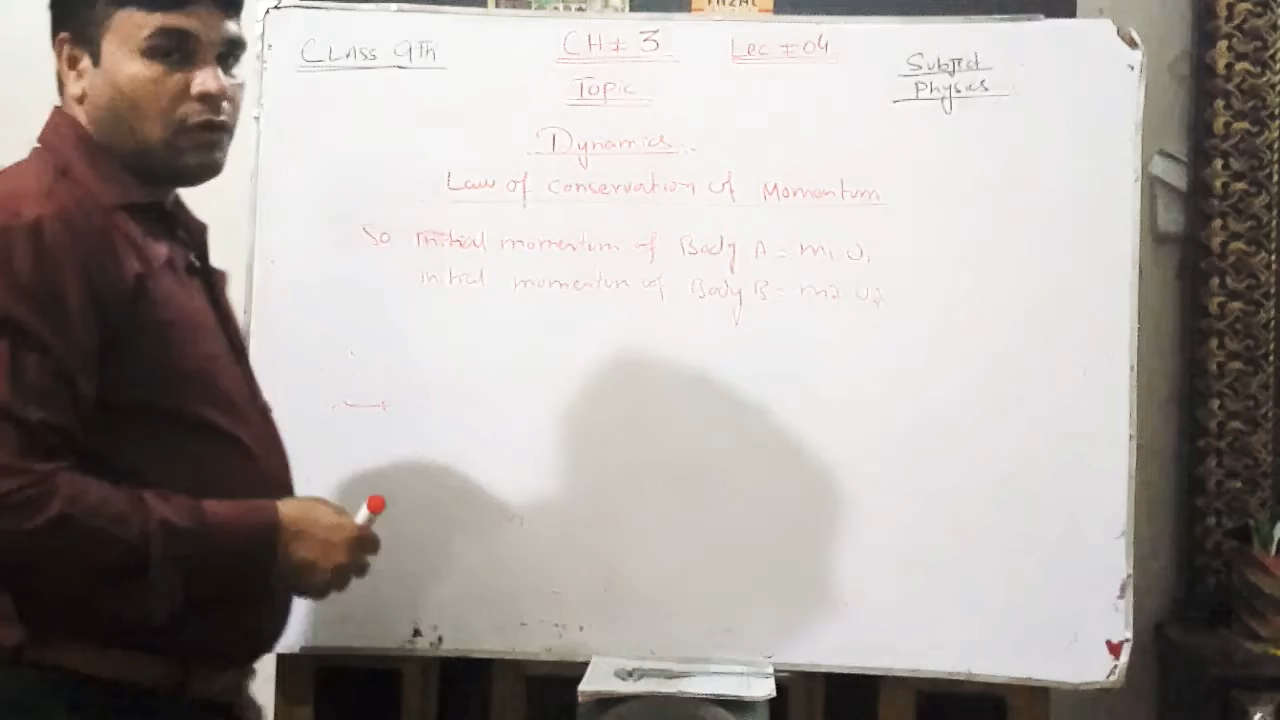 CLASS 9Th
CH # 3
Lec # 04
Subject
Physics
Topic
Dynamics
Law of conservation of Momentum
So initial momentum of Body A = m1 u1
initial momentum of Body B = m2 u2